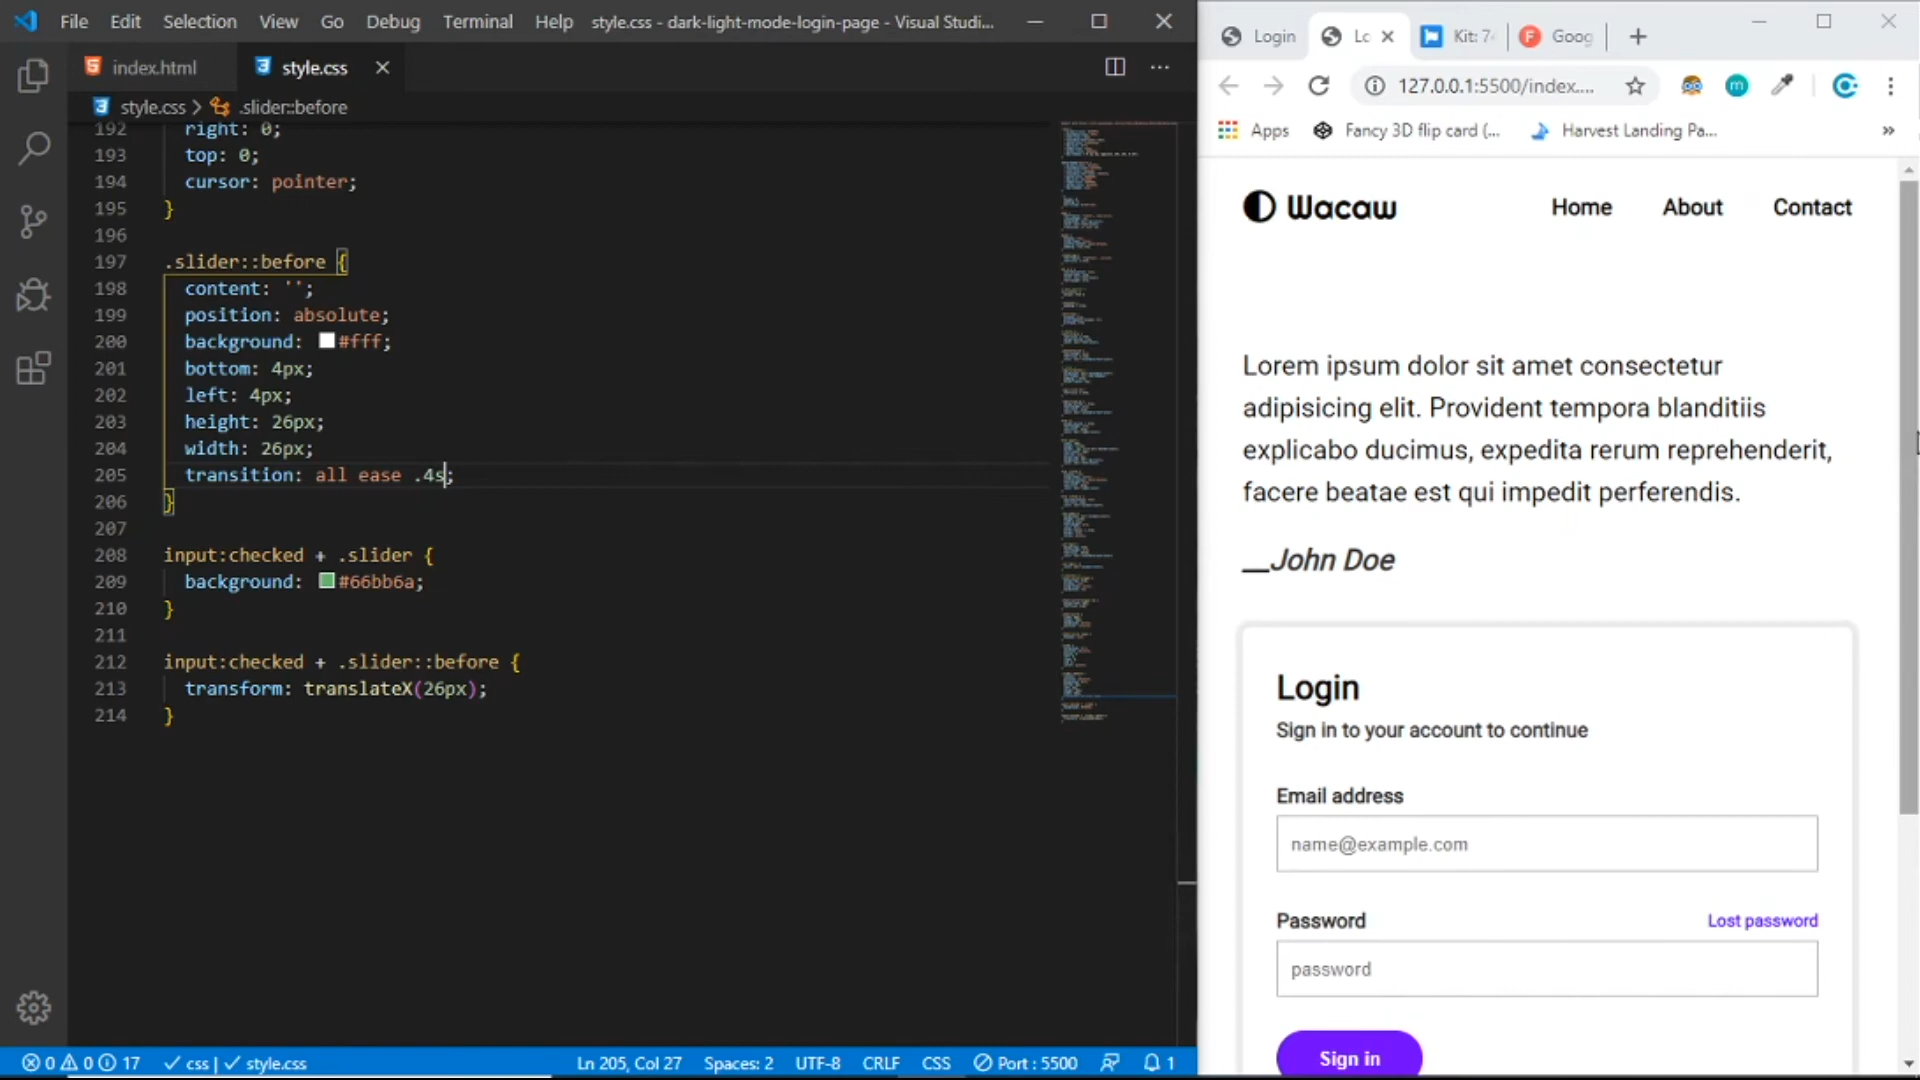 File Edit Selection View Go Debug Terminal Help style.css - dark-light-mode-login-page - Visual Studi...
index.html style.css
style.css > .slider::before
192 right: 0;
193 top: 0;
194 cursor: pointer;
195 }
196
197 .slider::before {
198 content: '';
199 position: absolute;
200 background: #fff;
201 bottom: 4px;
202 left: 4px;
203 height: 26px;
204 width: 26px;
205 transition: all ease .4s;
206 }
207
208 input:checked + .slider {
209 background: #66bb6a;
210 }
211
212 input:checked + .slider::before {
213 transform: translateX(26px);
214 }
0 0 17 css | style.css Ln 205, Col 27 Spaces: 2 UTF-8 CRLF CSS Port : 5500 1
Login Lc Kit: 74 Goog
127.0.0.1:5500/index....
Apps Fancy 3D flip card (... Harvest Landing Pa... »
Wacaw Home About Contact
Lorem ipsum dolor sit amet consectetur
adipisicing elit. Provident tempora blanditiis
explicabo ducimus, expedita rerum reprehenderit,
facere beatae est qui impedit perferendis.
__John Doe
Login
Sign in to your account to continue
Email address
name@example.com
Password Lost password
password
Sign in